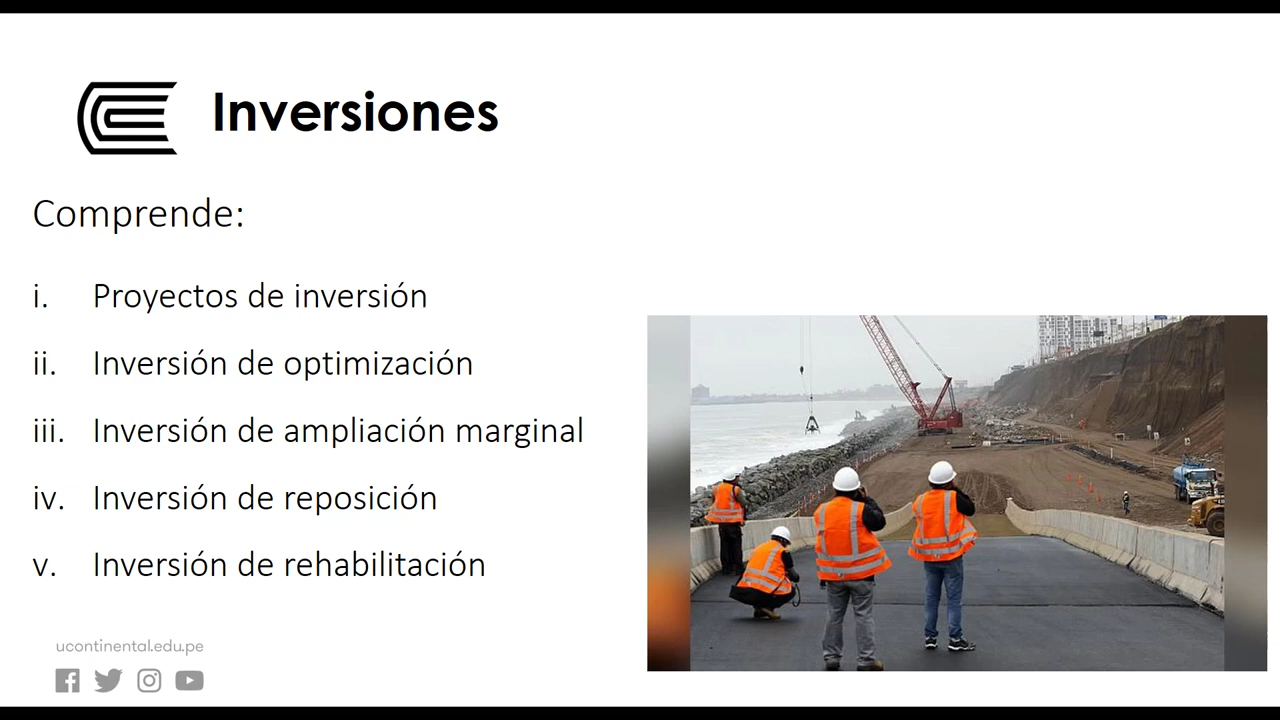 Inversiones
Comprende:
i. Proyectos de inversión
ii. Inversión de optimización
iii. Inversión de ampliación marginal
iv. Inversión de reposición
v. Inversión de rehabilitación
ucontinental.edu.pe